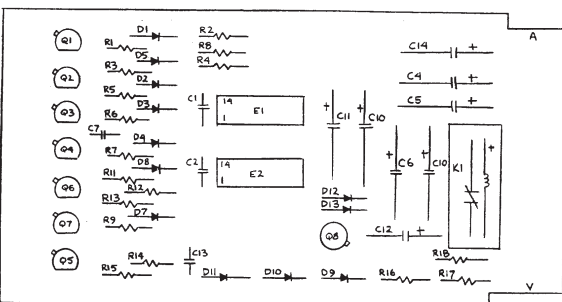 D1 R2
Q1 R1 R8 C14 + A
D5 R4
Q2 R3 D2 C4 +
R5 D3 C1 14 E1 C5 +
Q3 R6 1 + C11 + C10
C7 D4
Q4 R7 D8 C2 14 E2 + C6 + C10 K1 +
R11 1
Q6 R12 D12
R13 D7 D13
Q7 R9 Q8 C12 +
Q5 R14 C13 R18
R15 D11 D10 D9 R16 R17
V